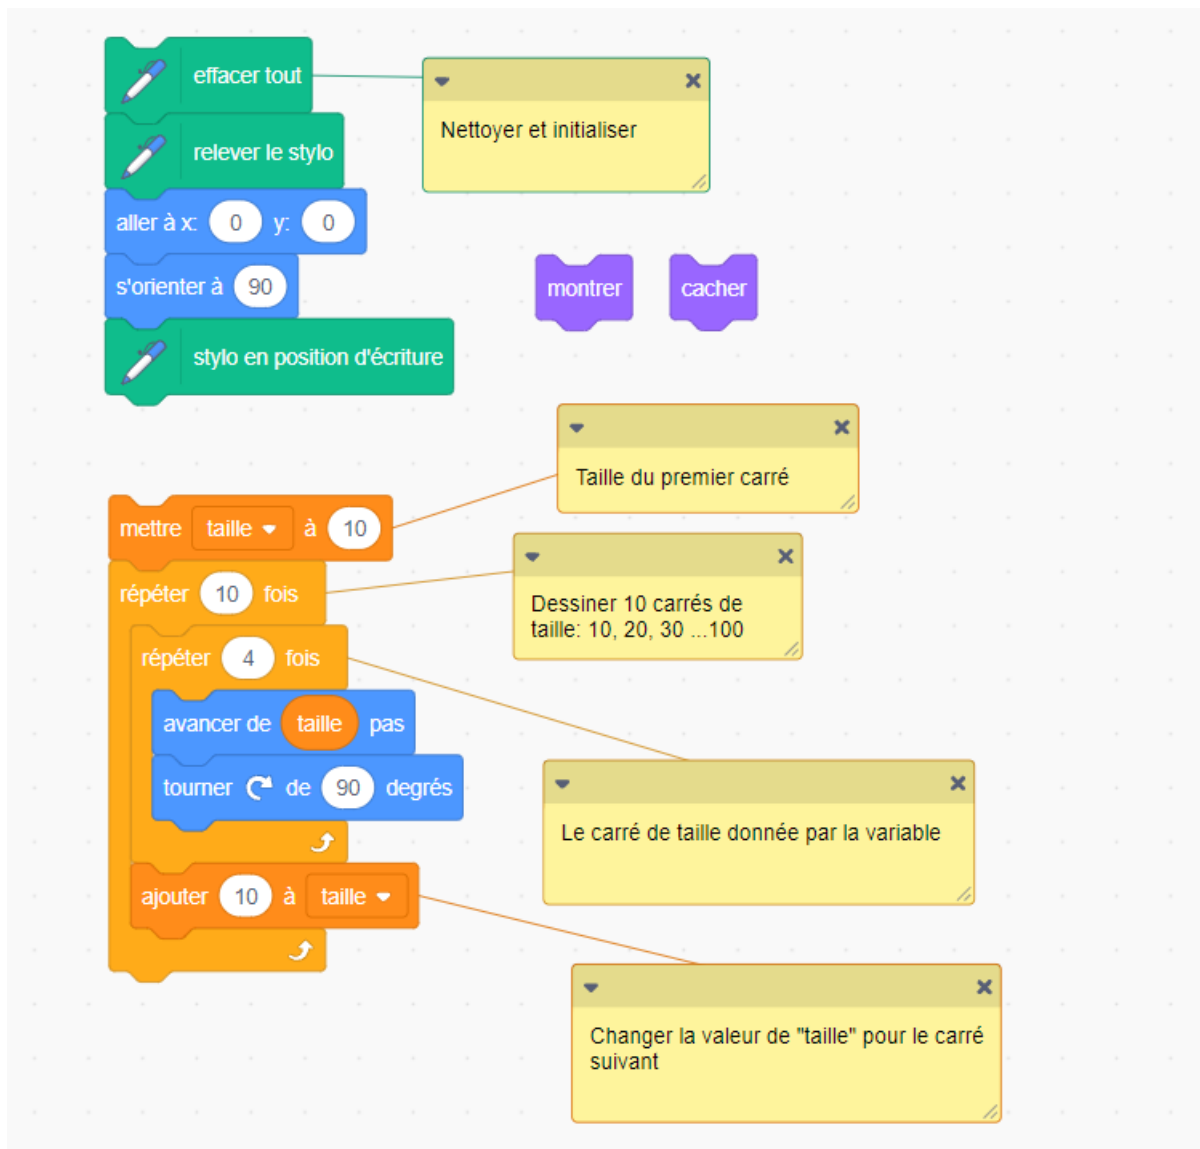 effacer tout
Nettoyer et initialiser
relever le stylo
aller à x: 0 y: 0
s'orienter à 90
montrer
cacher
stylo en position d'écriture
Taille du premier carré
mettre taille à 10
répéter 10 fois
Dessiner 10 carrés de
taille: 10, 20, 30 ...100
répéter 4 fois
avancer de taille pas
tourner de 90 degrés
Le carré de taille donnée par la variable
ajouter 10 à taille
Changer la valeur de "taille" pour le carré
suivant